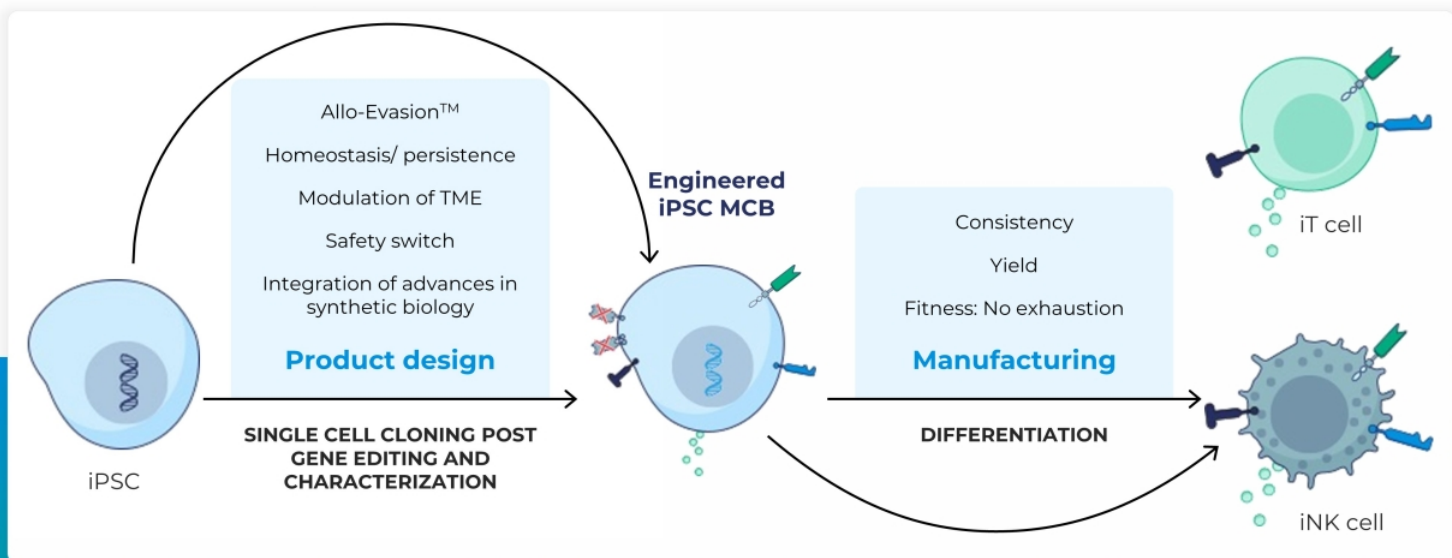 Allo-Evasion™
Homeostasis/ persistence
Modulation of TME
Safety switch
Integration of advances in
synthetic biology
Product design
SINGLE CELL CLONING POST
GENE EDITING AND
CHARACTERIZATION
iPSC
Engineered
iPSC MCB
Consistency
Yield
Fitness: No exhaustion
Manufacturing
DIFFERENTIATION
iT cell
iNK cell